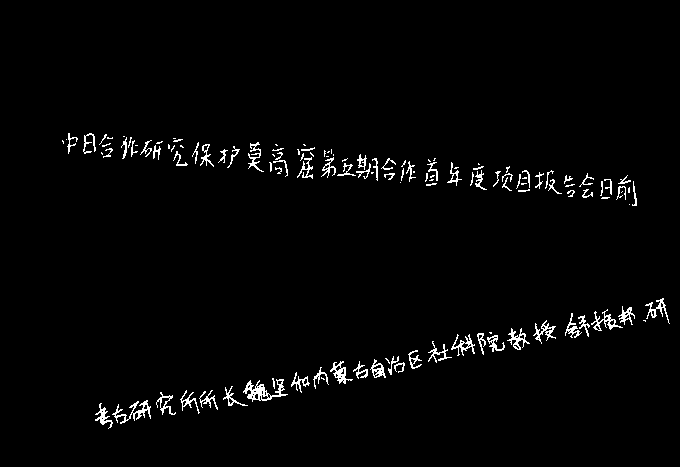 中日合作研究保护莫高窟第五期合作首年度项目报告会日前
考古研究所所长魏坚和内蒙古自治区社科院教授舒振邦、研